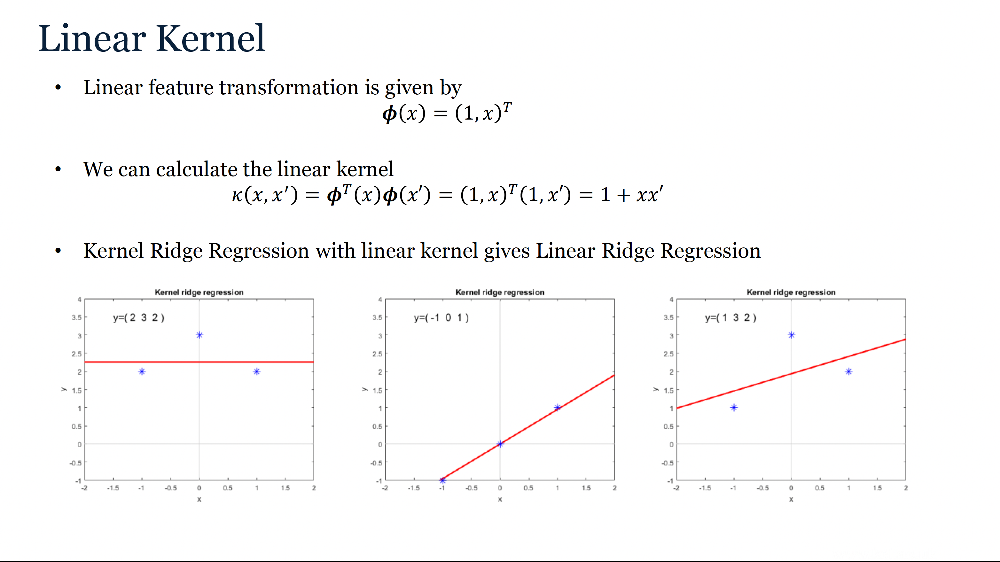 Linear Kernel
• Linear feature transformation is given by
𝝓(x) = (1, x)ᵀ
• We can calculate the linear kernel
κ(x, x′) = 𝝓ᵀ(x)𝝓(x′) = (1, x)ᵀ(1, x′) = 1 + xx′
• Kernel Ridge Regression with linear kernel gives Linear Ridge Regression
Kernel ridge regression
y=( 2 3 2 )
4
3.5
3
2.5
2
1.5
1
0.5
0
-0.5
-1
y
-2 -1.5 -1 -0.5 0 0.5 1 1.5 2
x
Kernel ridge regression
y=( -1 0 1 )
4
3.5
3
2.5
2
1.5
1
0.5
0
-0.5
-1
y
-2 -1.5 -1 -0.5 0 0.5 1 1.5 2
x
Kernel ridge regression
y=( 1 3 2 )
4
3.5
3
2.5
2
1.5
1
0.5
0
-0.5
-1
y
-2 -1.5 -1 -0.5 0 0.5 1 1.5 2
x